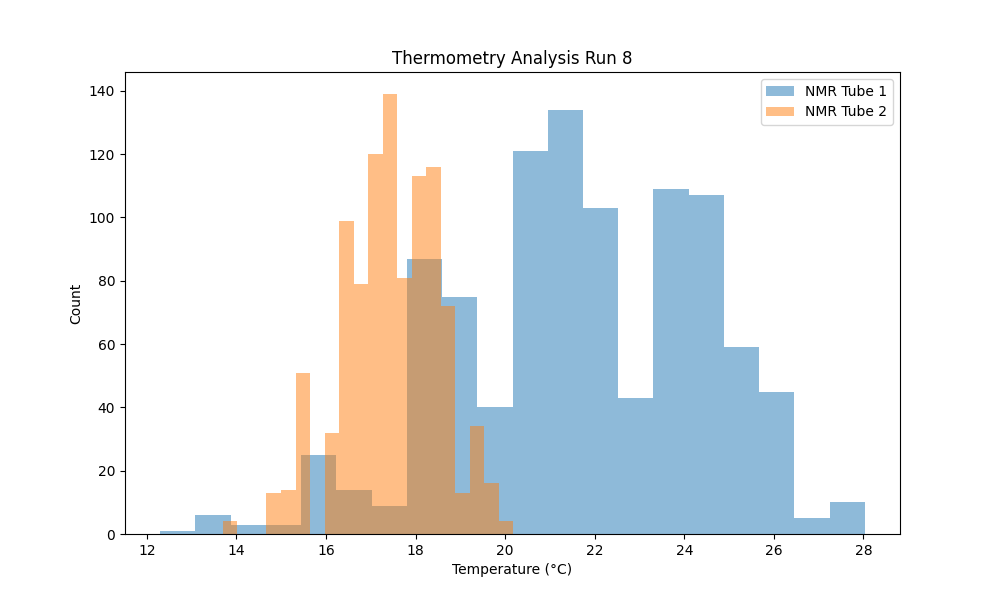 Thermometry Analysis Run 8
NMR Tube 1
NMR Tube 2
140
120
100
80
60
40
20
0
Count
12 14 16 18 20 22 24 26 28
Temperature (°C)